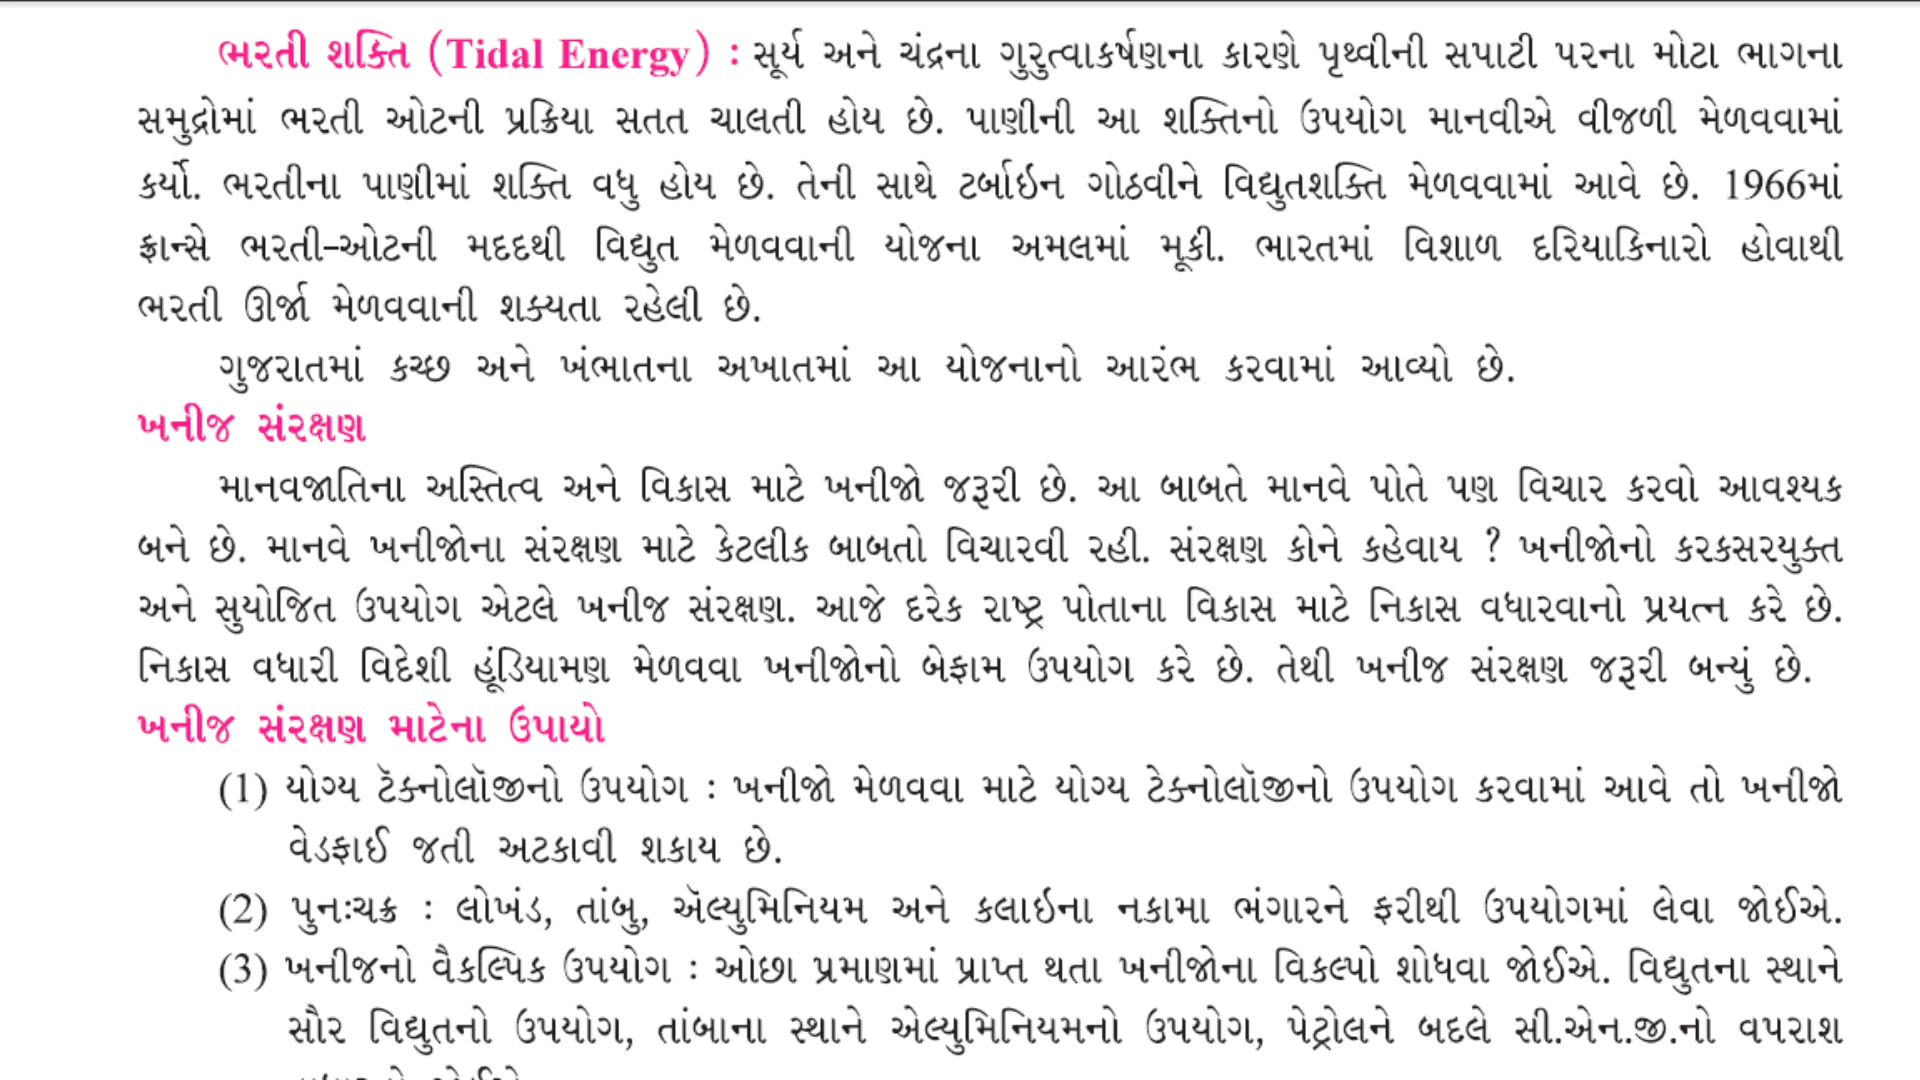 ભરતી શક્તિ (Tidal Energy) : સૂર્ય અને ચંદ્રના ગુરુત્વાકર્ષણના કારણે પૃથ્વીની સપાટી પરના મોટા ભાગના
સમુદ્રોમાં ભરતી ઓટની પ્રક્રિયા સતત ચાલતી હોય છે. પાણીની આ શક્તિનો ઉપયોગ માનવીએ વીજળી મેળવવામાં
કર્યો. ભરતીના પાણીમાં શક્તિ વધુ હોય છે. તેની સાથે ટર્બાઇન ગોઠવીને વિદ્યુતશક્તિ મેળવવામાં આવે છે. 1966માં
ફ્રાન્સે ભરતી-ઓટની મદદથી વિદ્યુત મેળવવાની યોજના અમલમાં મૂકી. ભારતમાં વિશાળ દરિયાકિનારો હોવાથી
ભરતી ઊર્જા મેળવવાની શક્યતા રહેલી છે.
ગુજરાતમાં કચ્છ અને ખંભાતના અખાતમાં આ યોજનાનો આરંભ કરવામાં આવ્યો છે.
ખનીજ સંરક્ષણ
માનવજાતિના અસ્તિત્વ અને વિકાસ માટે ખનીજો જરૂરી છે. આ બાબતે માનવે પોતે પણ વિચાર કરવો આવશ્યક
બને છે. માનવે ખનીજોના સંરક્ષણ માટે કેટલીક બાબતો વિચારવી રહી. સંરક્ષણ કોને કહેવાય ? ખનીજોનો કરકસરયુક્ત
અને સુયોજિત ઉપયોગ એટલે ખનીજ સંરક્ષણ. આજે દરેક રાષ્ટ્ર પોતાના વિકાસ માટે નિકાસ વધારવાનો પ્રયત્ન કરે છે.
નિકાસ વધારી વિદેશી હૂંડિયામણ મેળવવા ખનીજોનો બેફામ ઉપયોગ કરે છે. તેથી ખનીજ સંરક્ષણ જરૂરી બન્યું છે.
ખનીજ સંરક્ષણ માટેના ઉપાયો
(1) યોગ્ય ટૅક્નોલૉજીનો ઉપયોગ : ખનીજો મેળવવા માટે યોગ્ય ટેક્નોલૉજીનો ઉપયોગ કરવામાં આવે તો ખનીજો
વેડફાઈ જતી અટકાવી શકાય છે.
(2) પુનઃચક્ર : લોખંડ, તાંબુ, ઍલ્યુમિનિયમ અને કલાઇના નકામા ભંગારને ફરીથી ઉપયોગમાં લેવા જોઈએ.
(3) ખનીજનો વૈકલ્પિક ઉપયોગ : ઓછા પ્રમાણમાં પ્રાપ્ત થતા ખનીજોના વિકલ્પો શોધવા જોઈએ. વિદ્યુતના સ્થાને
સૌર વિદ્યુતનો ઉપયોગ, તાંબાના સ્થાને એલ્યુમિનિયમનો ઉપયોગ, પેટ્રોલને બદલે સી.એન.જી.નો વપરાશ